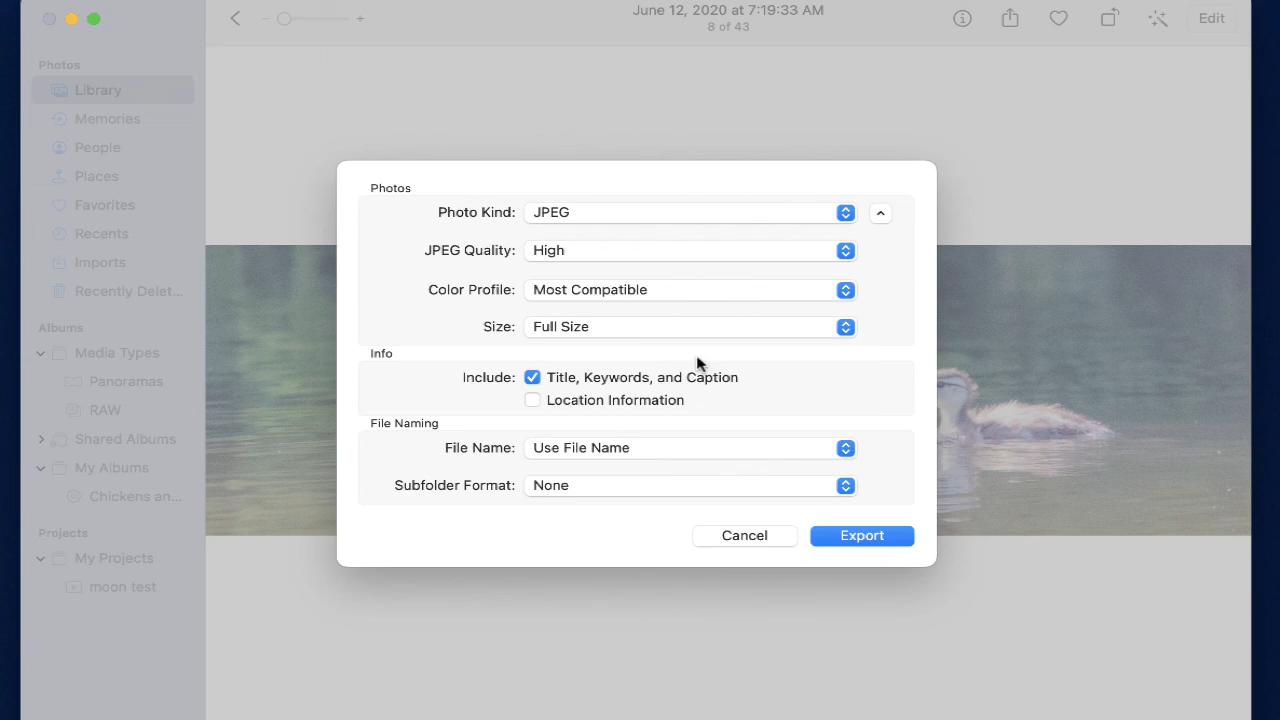 June 12, 2020 at 7:19:33 AM
8 of 43
Edit
Photos
Library
Memories
People
Places
Favorites
Recents
Imports
Recently Delet...
Albums
Media Types
Panoramas
RAW
Shared Albums
My Albums
Chickens an...
Projects
My Projects
moon test
Photos
Photo Kind: JPEG
JPEG Quality: High
Color Profile: Most Compatible
Size: Full Size
Info
Include: Title, Keywords, and Caption
Location Information
File Naming
File Name: Use File Name
Subfolder Format: None
Cancel Export